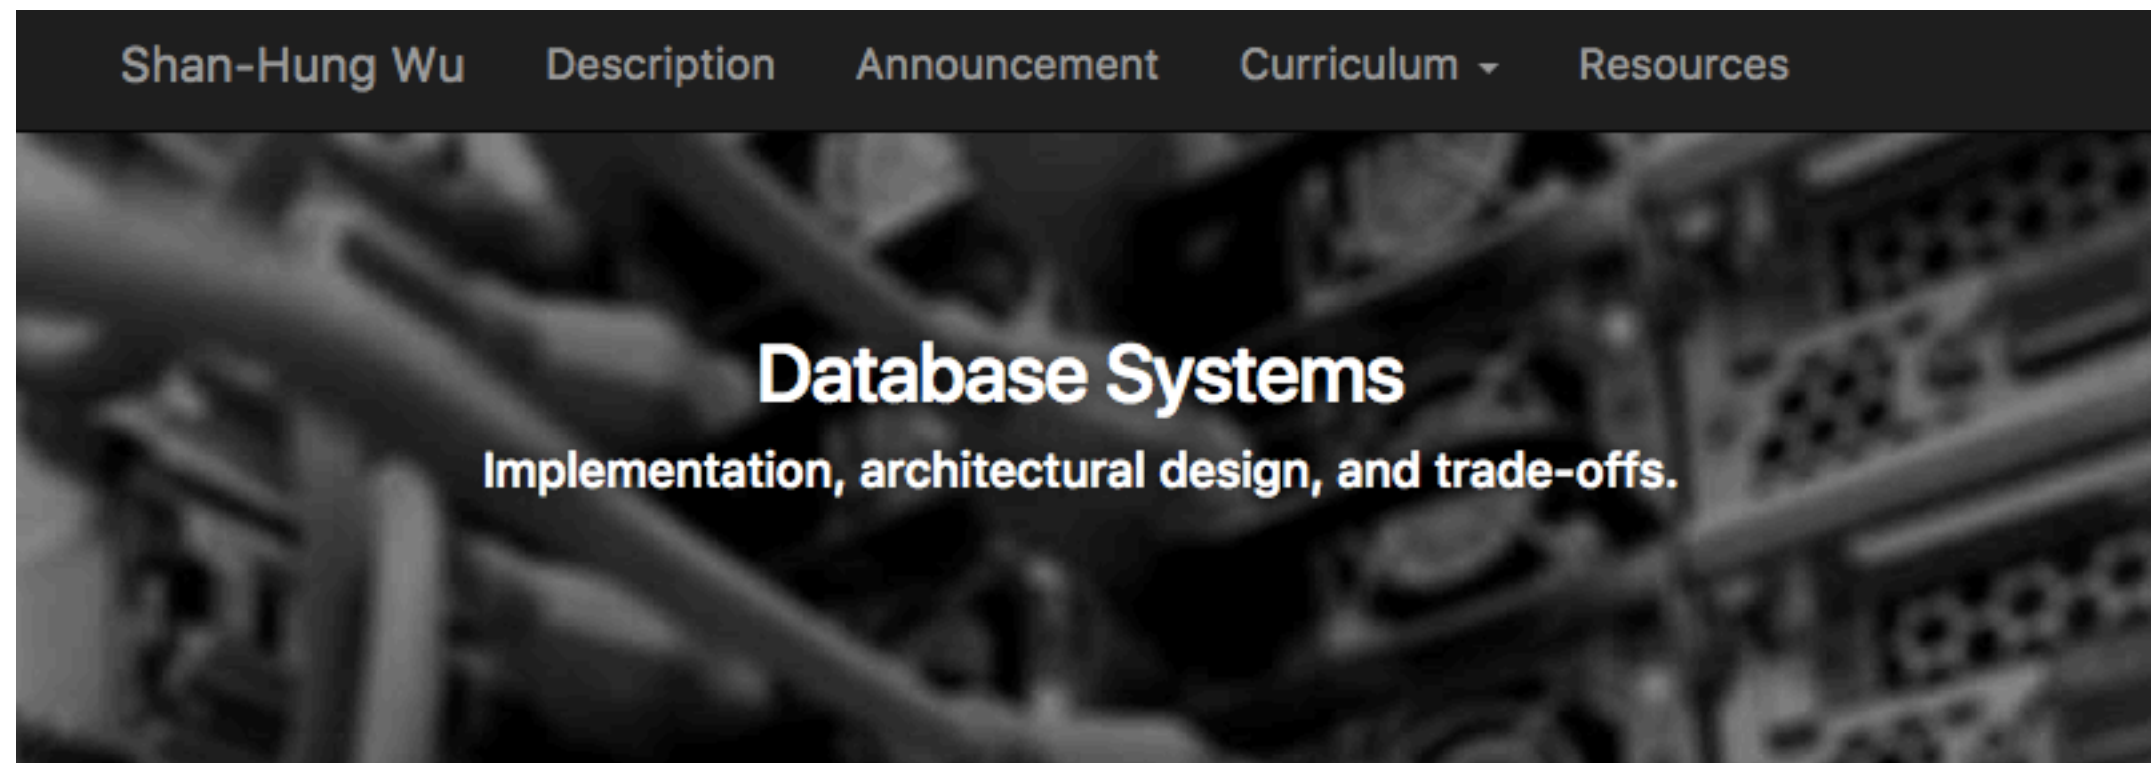 Shan-Hung Wu Description Announcement Curriculum Resources
Database Systems
Implementation, architectural design, and trade-offs.